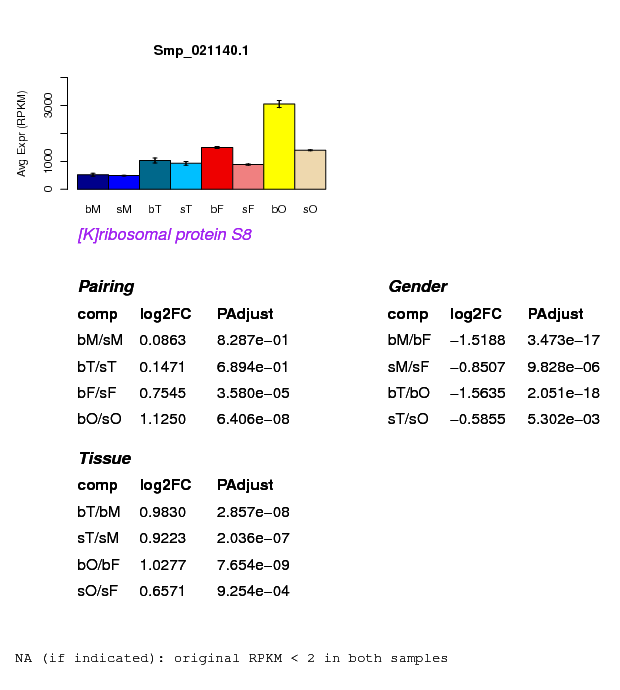 Smp_021140.1
Avg Expr (RPKM)
3000
1000
0
bM sM bT sT bF sF bO sO
[K]ribosomal protein S8
Pairing
comp log2FC PAdjust
bM/sM 0.0863 8.287e−01
bT/sT 0.1471 6.894e−01
bF/sF 0.7545 3.580e−05
bO/sO 1.1250 6.406e−08
Gender
comp log2FC PAdjust
bM/bF −1.5188 3.473e−17
sM/sF −0.8507 9.828e−06
bT/bO −1.5635 2.051e−18
sT/sO −0.5855 5.302e−03
Tissue
comp log2FC PAdjust
bT/bM 0.9830 2.857e−08
sT/sM 0.9223 2.036e−07
bO/bF 1.0277 7.654e−09
sO/sF 0.6571 9.254e−04
NA (if indicated): original RPKM < 2 in both samples